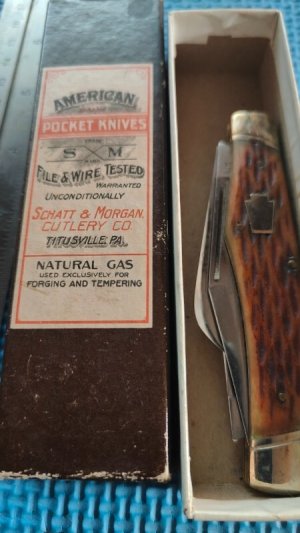 AMERICAN
POCKET KNIVES
S M
FILE & WIRE TESTED
WARRANTED
UNCONDITIONALLY
SCHATT & MORGAN
CUTLERY CO.
TITUSVILLE, PA.
NATURAL GAS
USED EXCLUSIVELY FOR
FORGING AND TEMPERING